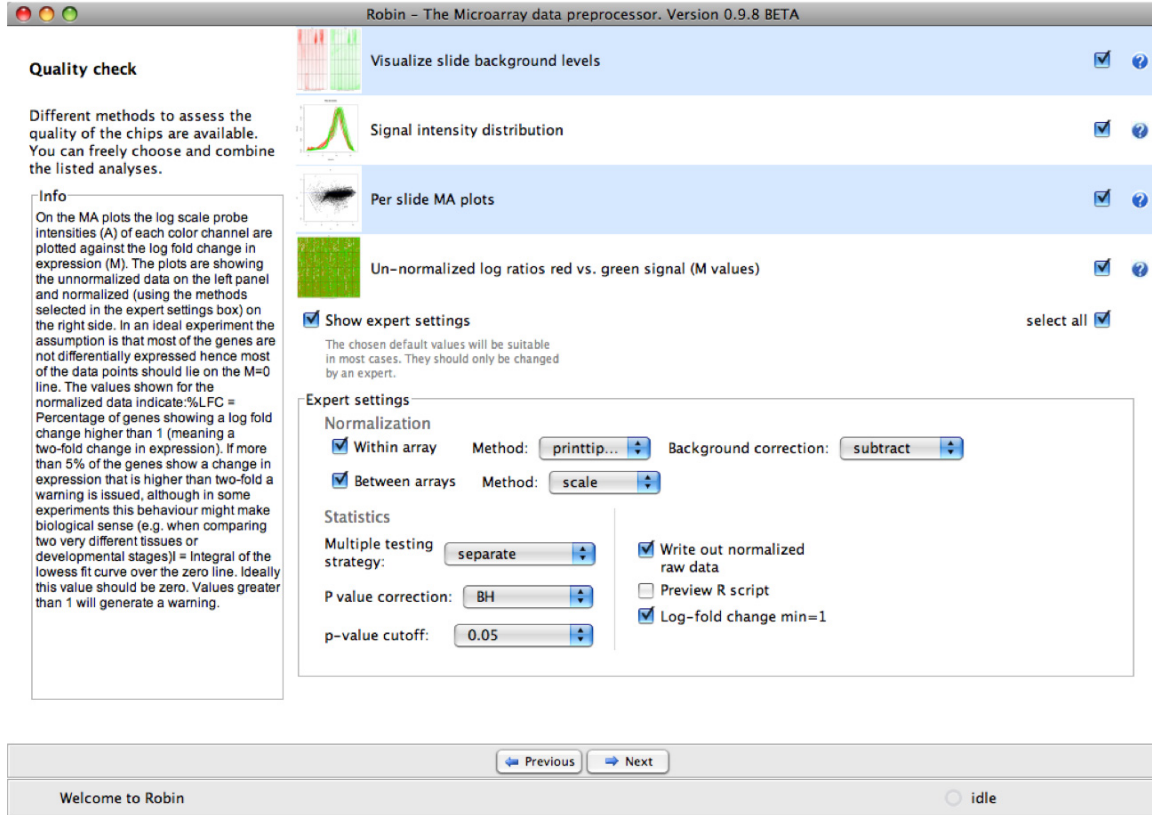 Robin – The Microarray data preprocessor. Version 0.9.8 BETA
Quality check
Different methods to assess the
quality of the chips are available.
You can freely choose and combine
the listed analyses.
Info
On the MA plots the log scale probe
intensities (A) of each color channel are
plotted against the log fold change in
expression (M). The plots are showing
the unnormalized data on the left panel
and normalized (using the methods
selected in the expert settings box) on
the right side. In an ideal experiment the
assumption is that most of the genes are
not differentially expressed hence most
of the data points should lie on the M=0
line. The values shown for the
normalized data indicate:%LFC =
Percentage of genes showing a log fold
change higher than 1 (meaning a
two-fold change in expression). If more
than 5% of the genes show a change in
expression that is higher than two-fold a
warning is issued, although in some
experiments this behaviour might make
biological sense (e.g. when comparing
two very different tissues or
developmental stages)I = Integral of the
lowess fit curve over the zero line. Ideally
this value should be zero. Values greater
than 1 will generate a warning.
Visualize slide background levels
?
Signal intensity distribution
?
Per slide MA plots
?
Un-normalized log ratios red vs. green signal (M values)
?
Show expert settings
select all
The chosen default values will be suitable
in most cases. They should only be changed
by an expert.
Expert settings
Normalization
Within array Method: printtip... Background correction: subtract
Between arrays Method: scale
Statistics
Multiple testing
strategy: separate
P value correction: BH
p-value cutoff: 0.05
Write out normalized
raw data
Preview R script
Log-fold change min=1
Previous Next
Welcome to Robin idle